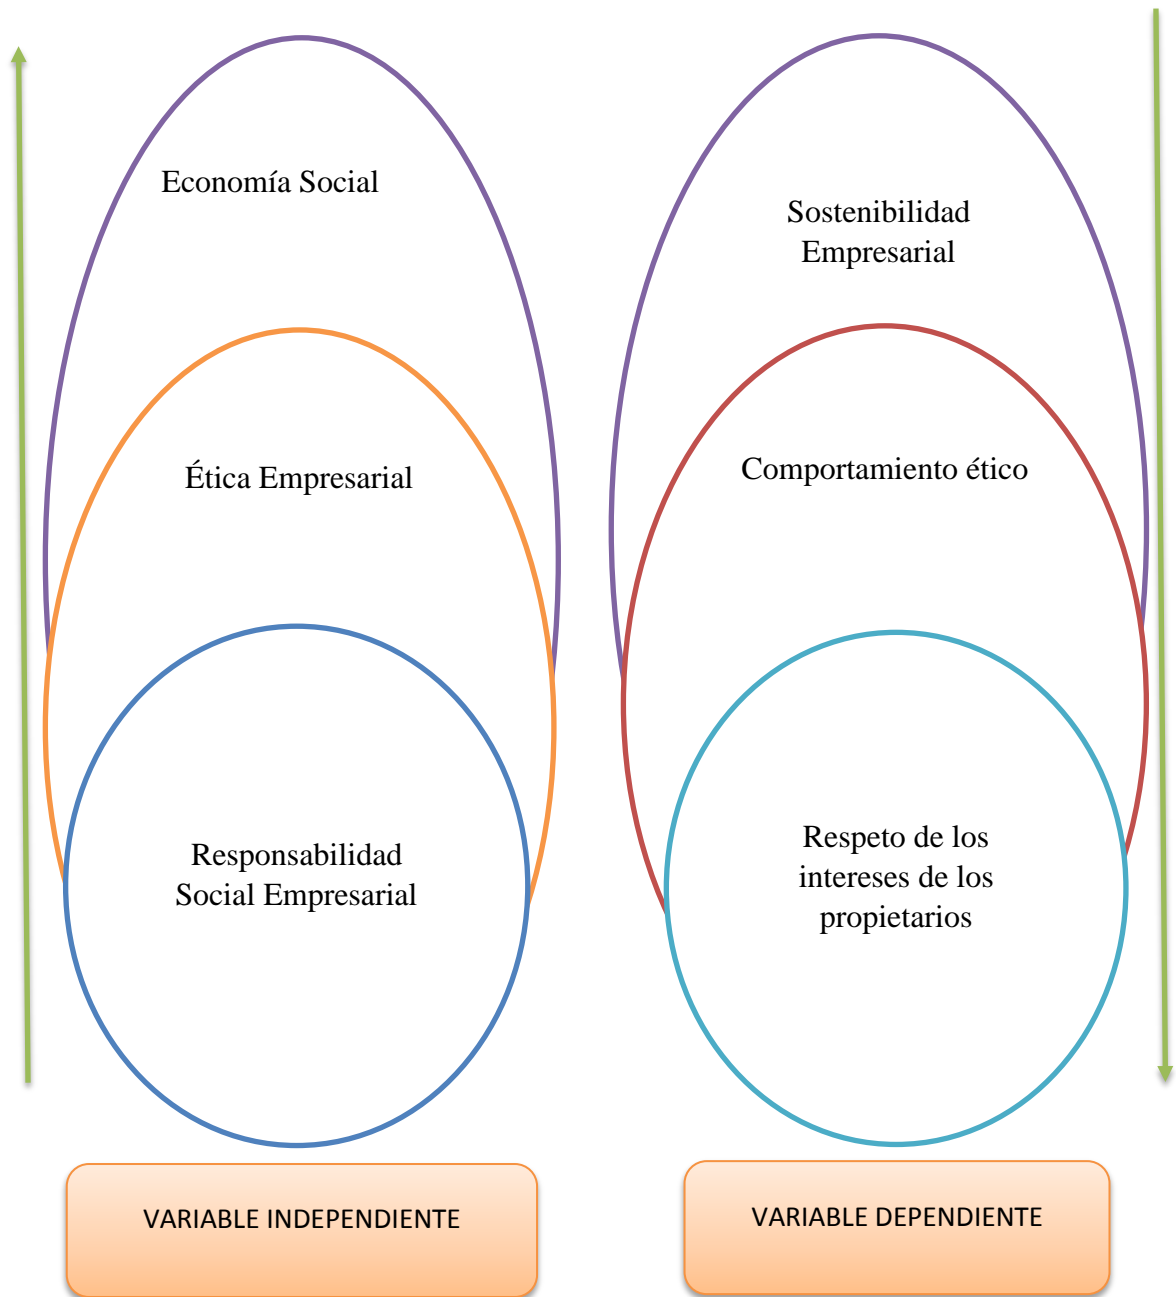 Economía Social
Ética Empresarial
Responsabilidad
Social Empresarial
VARIABLE INDEPENDIENTE
Sostenibilidad
Empresarial
Comportamiento ético
Respeto de los
intereses de los
propietarios
VARIABLE DEPENDIENTE